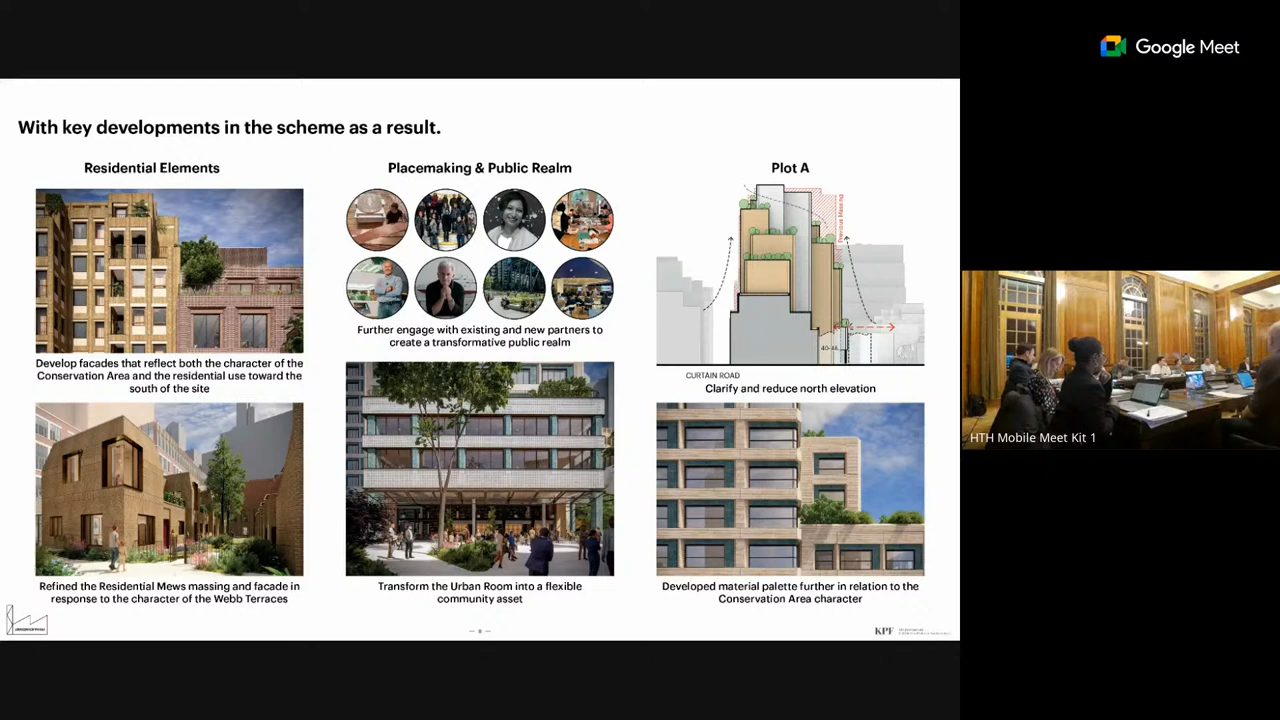 Google Meet
With key developments in the scheme as a result.
Residential Elements
Develop facades that reflect both the character of the
Conservation Area and the residential use toward the
south of the site
Refined the Residential Mews massing and facade in
response to the character of the Webb Terraces
Placemaking & Public Realm
Further engage with existing and new partners to
create a transformative public realm
Transform the Urban Room into a flexible
community asset
Plot A
Previous Massing
40-46
CURTAIN ROAD
Clarify and reduce north elevation
Developed material palette further in relation to the
Conservation Area character
KPF
HTH Mobile Meet Kit 1